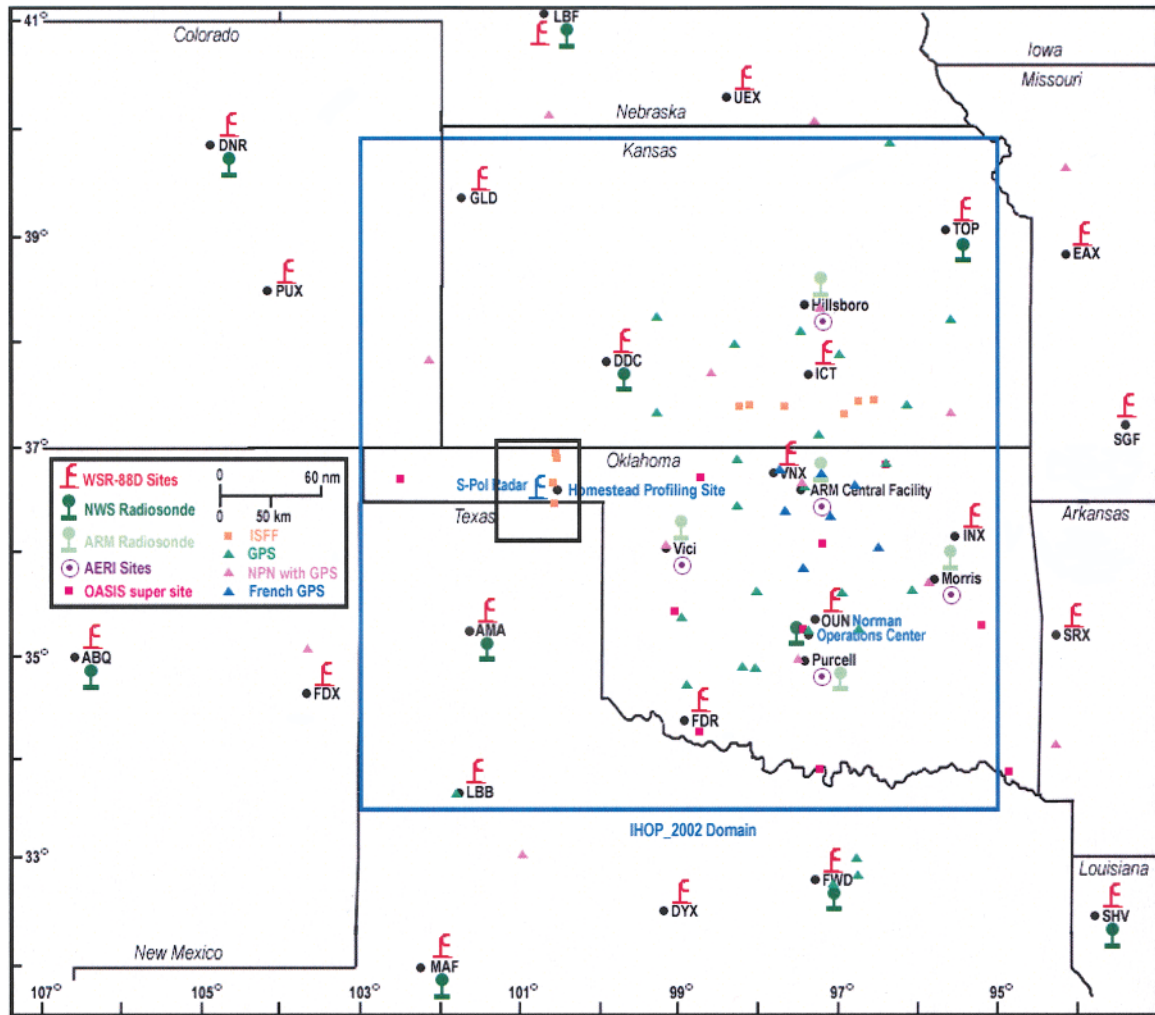 41°
Colorado
LBF
Iowa
Missouri
UEX
Nebraska
DNR
Kansas
GLD
39°
TOP
EAX
PUX
Hillsboro
DDC
ICT
SGF
37°
Oklahoma
WSR-88D Sites
0 60 nm
0 50 km
NWS Radiosonde
ARM Radiosonde
AERI Sites
OASIS super site
ISFF
GPS
NPN with GPS
French GPS
S-Pol Radar
Homestead Profiling Site
VNX
ARM Central Facility
Texas
Arkansas
INX
Vici
Morris
AMA
OUN Norman
Operations Center
SRX
35°
ABQ
Purcell
FDX
FDR
LBB
IHOP_2002 Domain
33°
FWD
Louisiana
DYX
SHV
New Mexico
MAF
107° 105° 103° 101° 99° 97° 95°